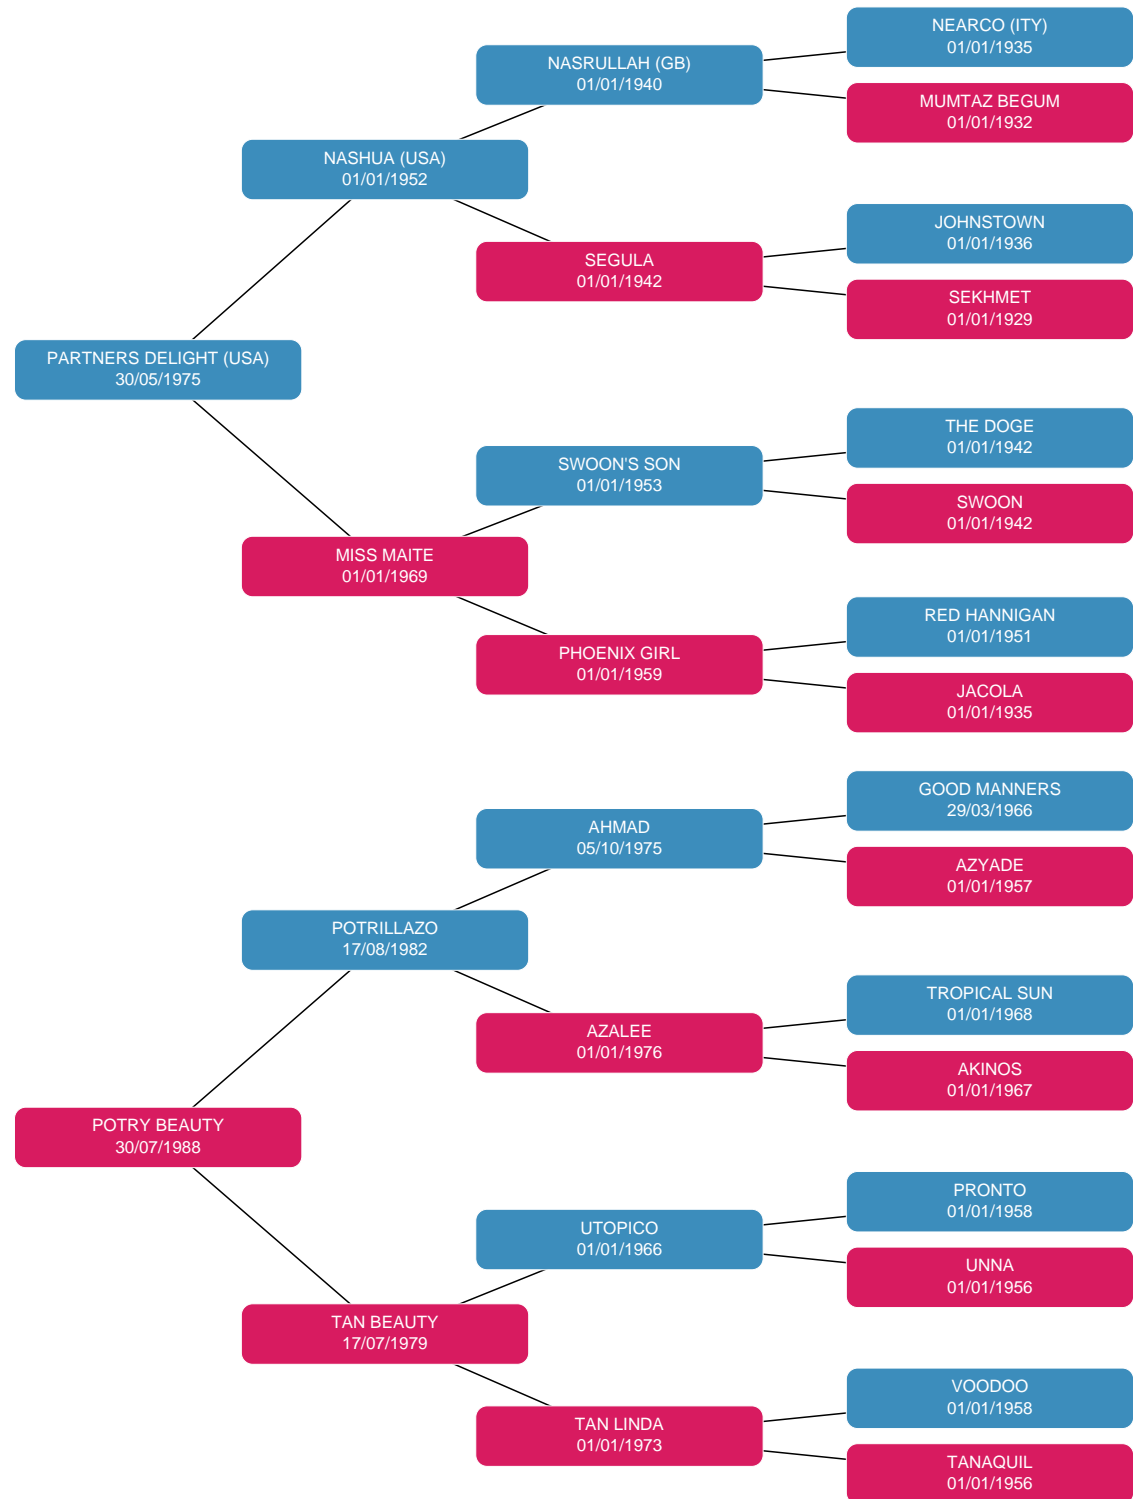 NEARCO (ITY)
01/01/1935
NASRULLAH (GB)
01/01/1940
MUMTAZ BEGUM
01/01/1932
NASHUA (USA)
01/01/1952
JOHNSTOWN
01/01/1936
SEGULA
01/01/1942
SEKHMET
01/01/1929
PARTNERS DELIGHT (USA)
30/05/1975
THE DOGE
01/01/1942
SWOON'S SON
01/01/1953
SWOON
01/01/1942
MISS MAITE
01/01/1969
RED HANNIGAN
01/01/1951
PHOENIX GIRL
01/01/1959
JACOLA
01/01/1935
GOOD MANNERS
29/03/1966
AHMAD
05/10/1975
AZYADE
01/01/1957
POTRILLAZO
17/08/1982
TROPICAL SUN
01/01/1968
AZALEE
01/01/1976
AKINOS
01/01/1967
POTRY BEAUTY
30/07/1988
PRONTO
01/01/1958
UTOPICO
01/01/1966
UNNA
01/01/1956
TAN BEAUTY
17/07/1979
VOODOO
01/01/1958
TAN LINDA
01/01/1973
TANAQUIL
01/01/1956